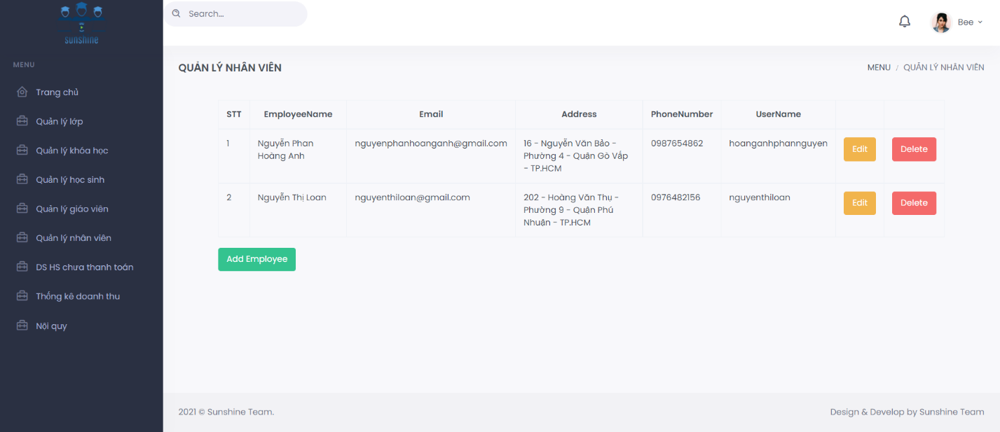 sunshine
Search...
Bee
MENU
Trang chủ
Quản lý lớp
Quản lý khóa học
Quản lý học sinh
Quản lý giáo viên
Quản lý nhân viên
DS HS chưa thanh toán
Thống kê doanh thu
Nội quy
QUẢN LÝ NHÂN VIÊN
MENU / QUẢN LÝ NHÂN VIÊN
STT EmployeeName Email Address PhoneNumber UserName
1 Nguyễn Phan nguyenphanhoanganh@gmail.com 16 - Nguyễn Văn Bảo - 0987654862 hoanganhphannguyen Edit Delete
Hoàng Anh Phường 4 - Quận Gò Vấp
- TP.HCM
2 Nguyễn Thị Loan nguyenthiloan@gmail.com 202 - Hoàng Văn Thụ - 0976482156 nguyenthiloan Edit Delete
Phường 9 - Quận Phú
Nhuận - TP.HCM
Add Employee
2021 © Sunshine Team.
Design & Develop by Sunshine Team